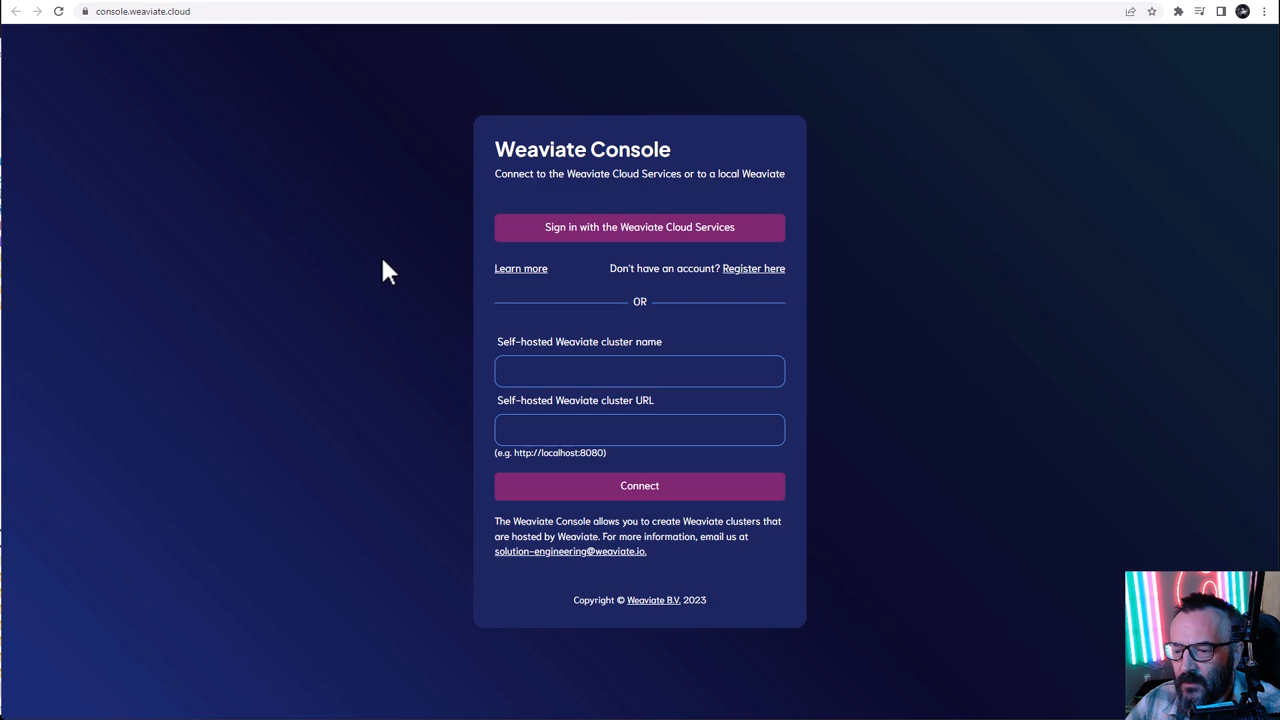 console.weaviate.cloud
Weaviate Console
Connect to the Weaviate Cloud Services or to a local Weaviate
Sign in with the Weaviate Cloud Services
Learn more Don't have an account? Register here
OR
Self-hosted Weaviate cluster name
Self-hosted Weaviate cluster URL
(e.g. http://localhost:8080)
Connect
The Weaviate Console allows you to create Weaviate clusters that
are hosted by Weaviate. For more information, email us at
solution-engineering@weaviate.io.
Copyright © Weaviate B.V. 2023